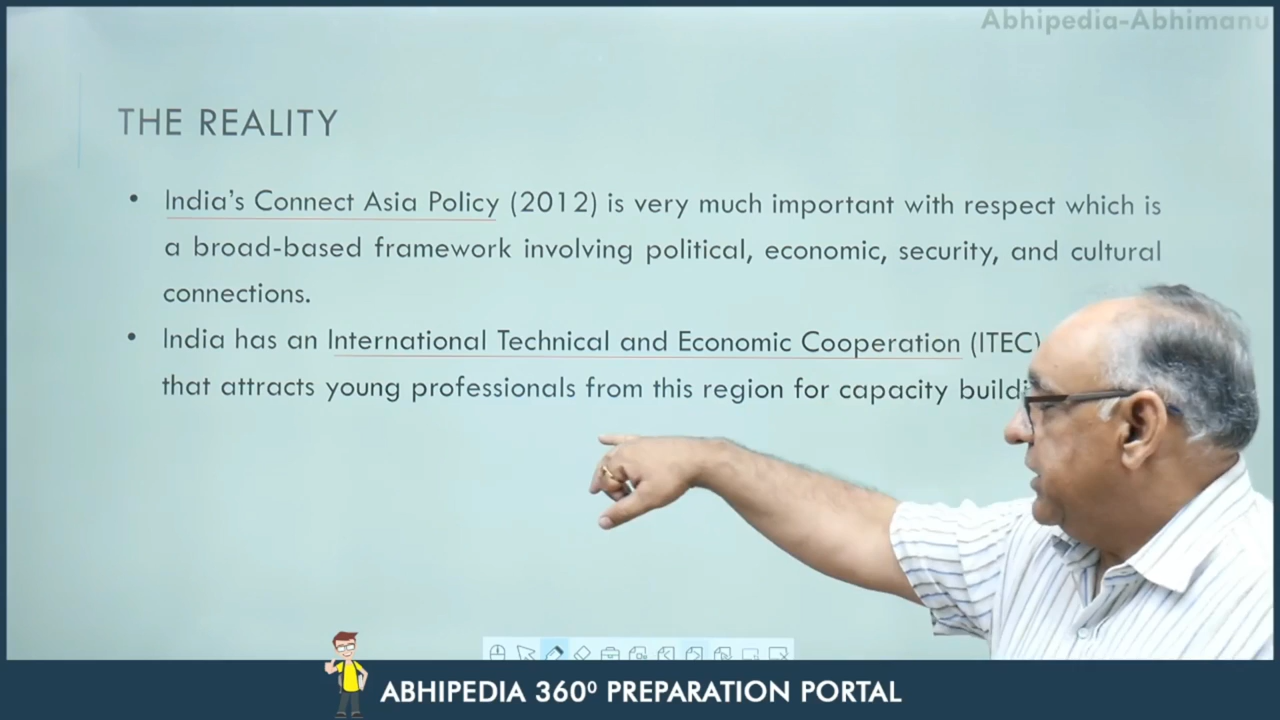 Abhipedia-Abhimanu
THE REALITY
• India's Connect Asia Policy (2012) is very much important with respect which is
a broad-based framework involving political, economic, security, and cultural
connections.
• India has an International Technical and Economic Cooperation (ITEC)
that attracts young professionals from this region for capacity
ABHIPEDIA 360⁰ PREPARATION PORTAL